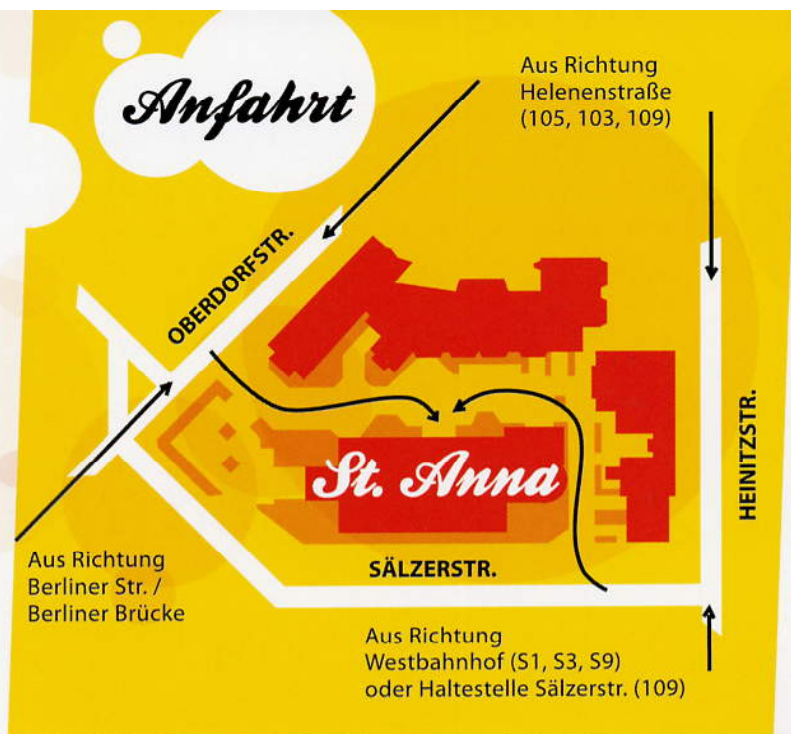 Anfahrt
Aus Richtung
Helenenstraße
(105, 103, 109)
OBERDORFSTR.
HEINITZSTR.
St. Anna
SÄLZERSTR.
Aus Richtung
Berliner Str. /
Berliner Brücke
Aus Richtung
Westbahnhof (S1, S3, S9)
oder Haltestelle Sälzerstr. (109)